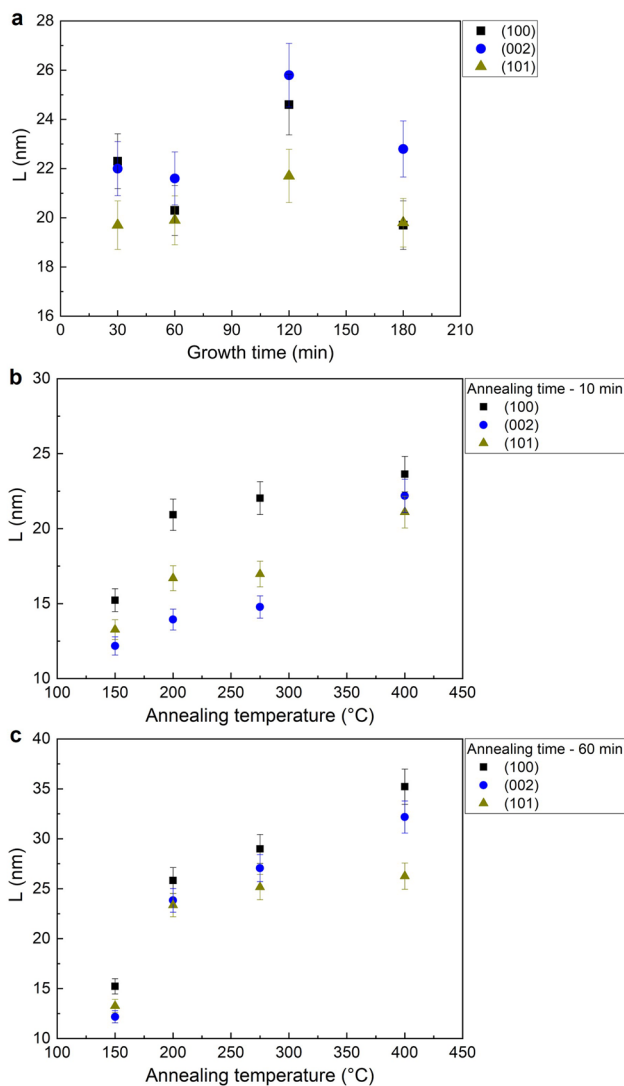 a
(100)
(002)
(101)
28
26
24
22
20
18
16
L (nm)
0 30 60 90 120 150 180 210
Growth time (min)
b
Annealing time - 10 min
(100)
(002)
(101)
30
25
20
15
10
L (nm)
100 150 200 250 300 350 400 450
Annealing temperature (°C)
c
Annealing time - 60 min
(100)
(002)
(101)
40
35
30
25
20
15
10
L (nm)
100 150 200 250 300 350 400 450
Annealing temperature (°C)